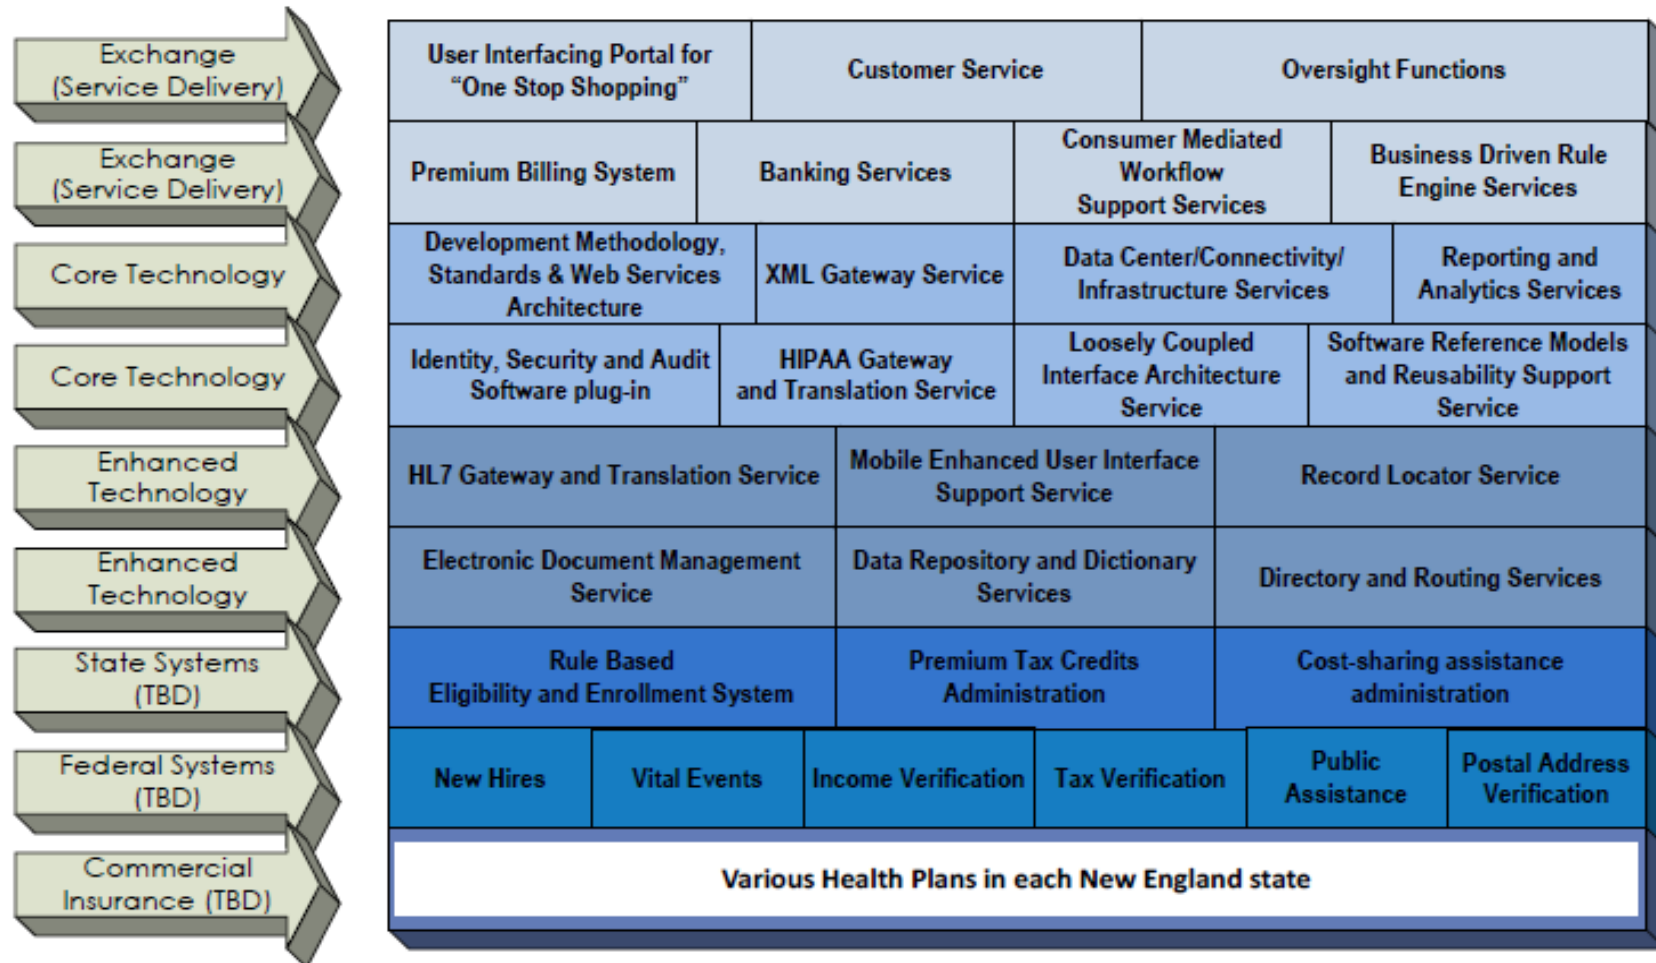 Exchange
(Service Delivery)
User Interfacing Portal for
“One Stop Shopping”
Customer Service
Oversight Functions
Exchange
(Service Delivery)
Premium Billing System
Banking Services
Consumer Mediated
Workflow
Support Services
Business Driven Rule
Engine Services
Core Technology
Development Methodology,
Standards & Web Services
Architecture
XML Gateway Service
Data Center/Connectivity/
Infrastructure Services
Reporting and
Analytics Services
Core Technology
Identity, Security and Audit
Software plug-in
HIPAA Gateway
and Translation Service
Loosely Coupled
Interface Architecture
Service
Software Reference Models
and Reusability Support
Service
Enhanced
Technology
HL7 Gateway and Translation Service
Mobile Enhanced User Interface
Support Service
Record Locator Service
Enhanced
Technology
Electronic Document Management
Service
Data Repository and Dictionary
Services
Directory and Routing Services
State Systems
(TBD)
Rule Based
Eligibility and Enrollment System
Premium Tax Credits
Administration
Cost-sharing assistance
administration
Federal Systems
(TBD)
New Hires
Vital Events
Income Verification
Tax Verification
Public
Assistance
Postal Address
Verification
Commercial
Insurance (TBD)
Various Health Plans in each New England state